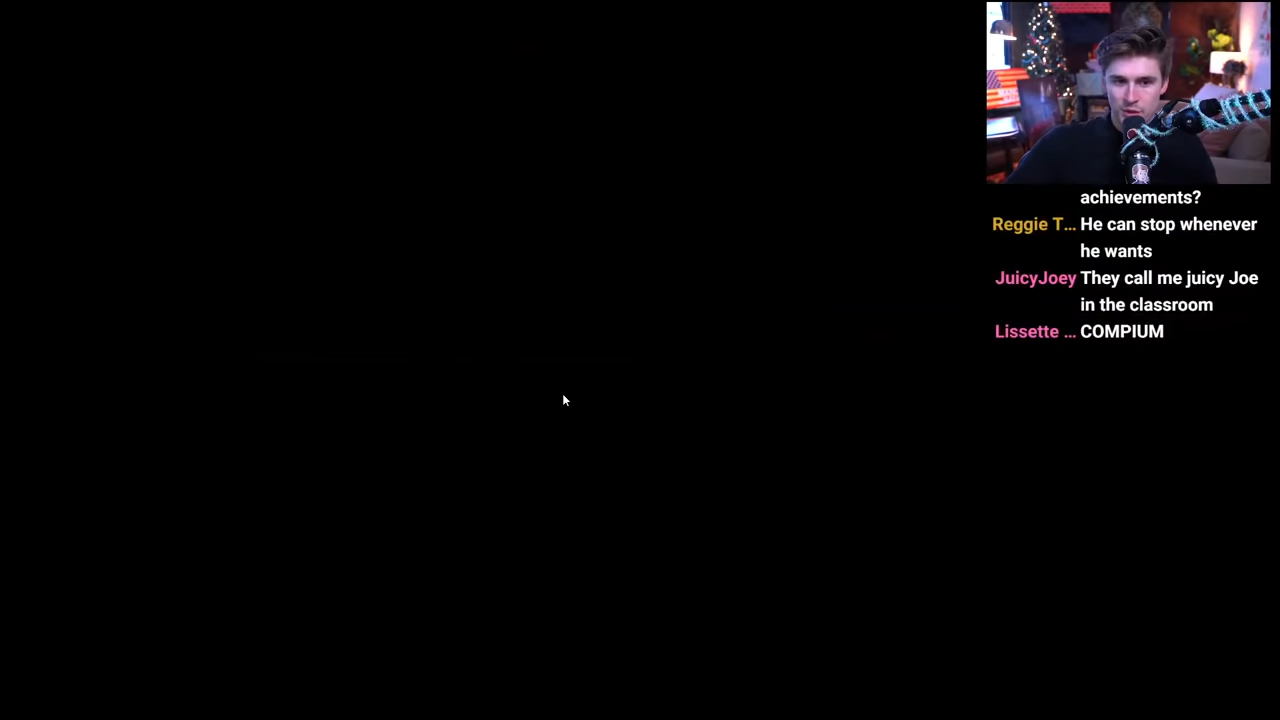 achievements?
Reggie T… He can stop whenever
he wants
JuicyJoey They call me juicy Joe
in the classroom
Lissette … COMPIUM